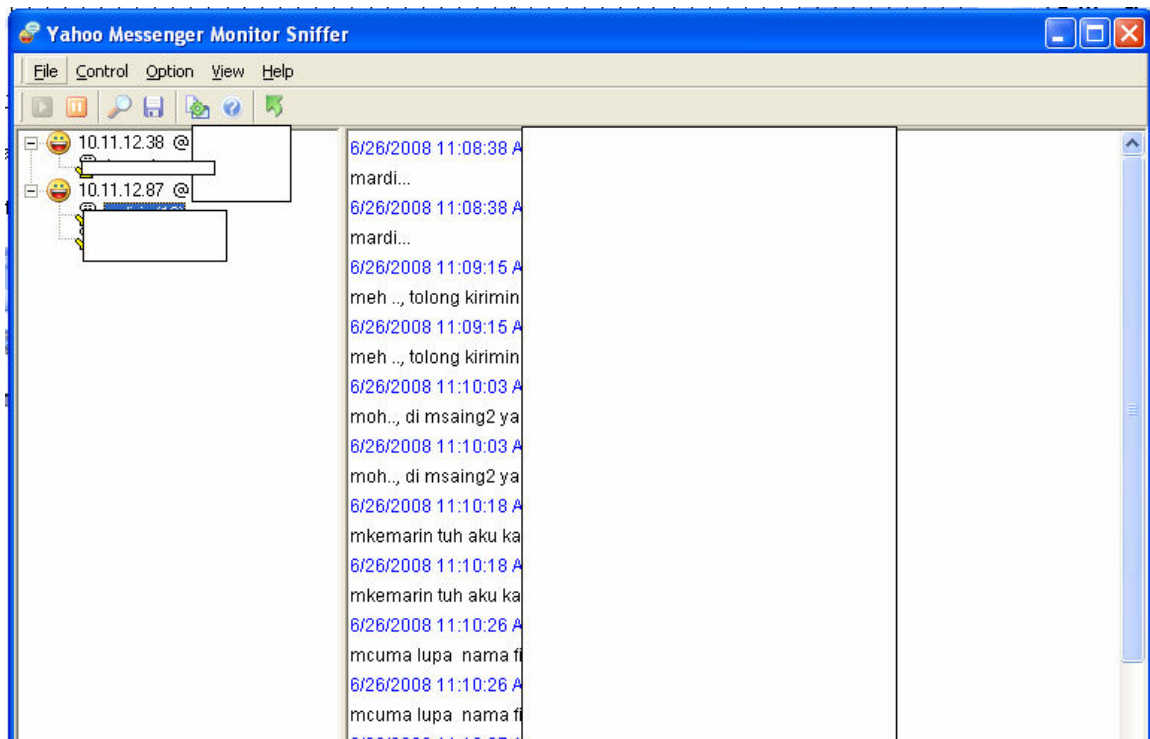 Yahoo Messenger Monitor Sniffer
File Control Option View Help
10.11.12.38 @
10.11.12.87 @
6/26/2008 11:08:38 A
mardi...
6/26/2008 11:08:38 A
mardi...
6/26/2008 11:09:15 A
meh .., tolong kirimin
6/26/2008 11:09:15 A
meh .., tolong kirimin
6/26/2008 11:10:03 A
moh.., di msaing2 ya
6/26/2008 11:10:03 A
moh.., di msaing2 ya
6/26/2008 11:10:18 A
mkemarin tuh aku ka
6/26/2008 11:10:18 A
mkemarin tuh aku ka
6/26/2008 11:10:26 A
mcuma lupa nama fi
6/26/2008 11:10:26 A
mcuma lupa nama fi